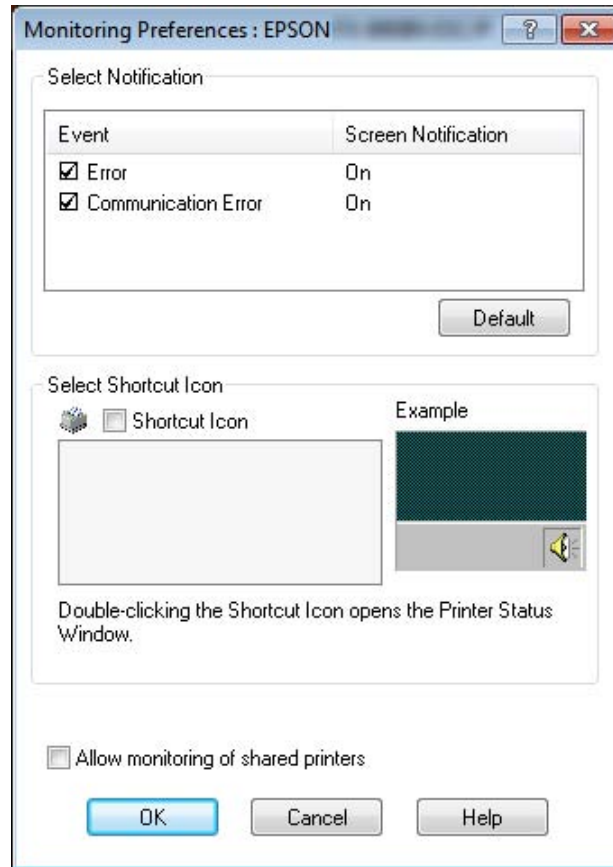 Monitoring Preferences : EPSON
Select Notification
Event Screen Notification
Error On
Communication Error On
Default
Select Shortcut Icon
Shortcut Icon
Example
Double-clicking the Shortcut Icon opens the Printer Status
Window.
Allow monitoring of shared printers
OK Cancel Help